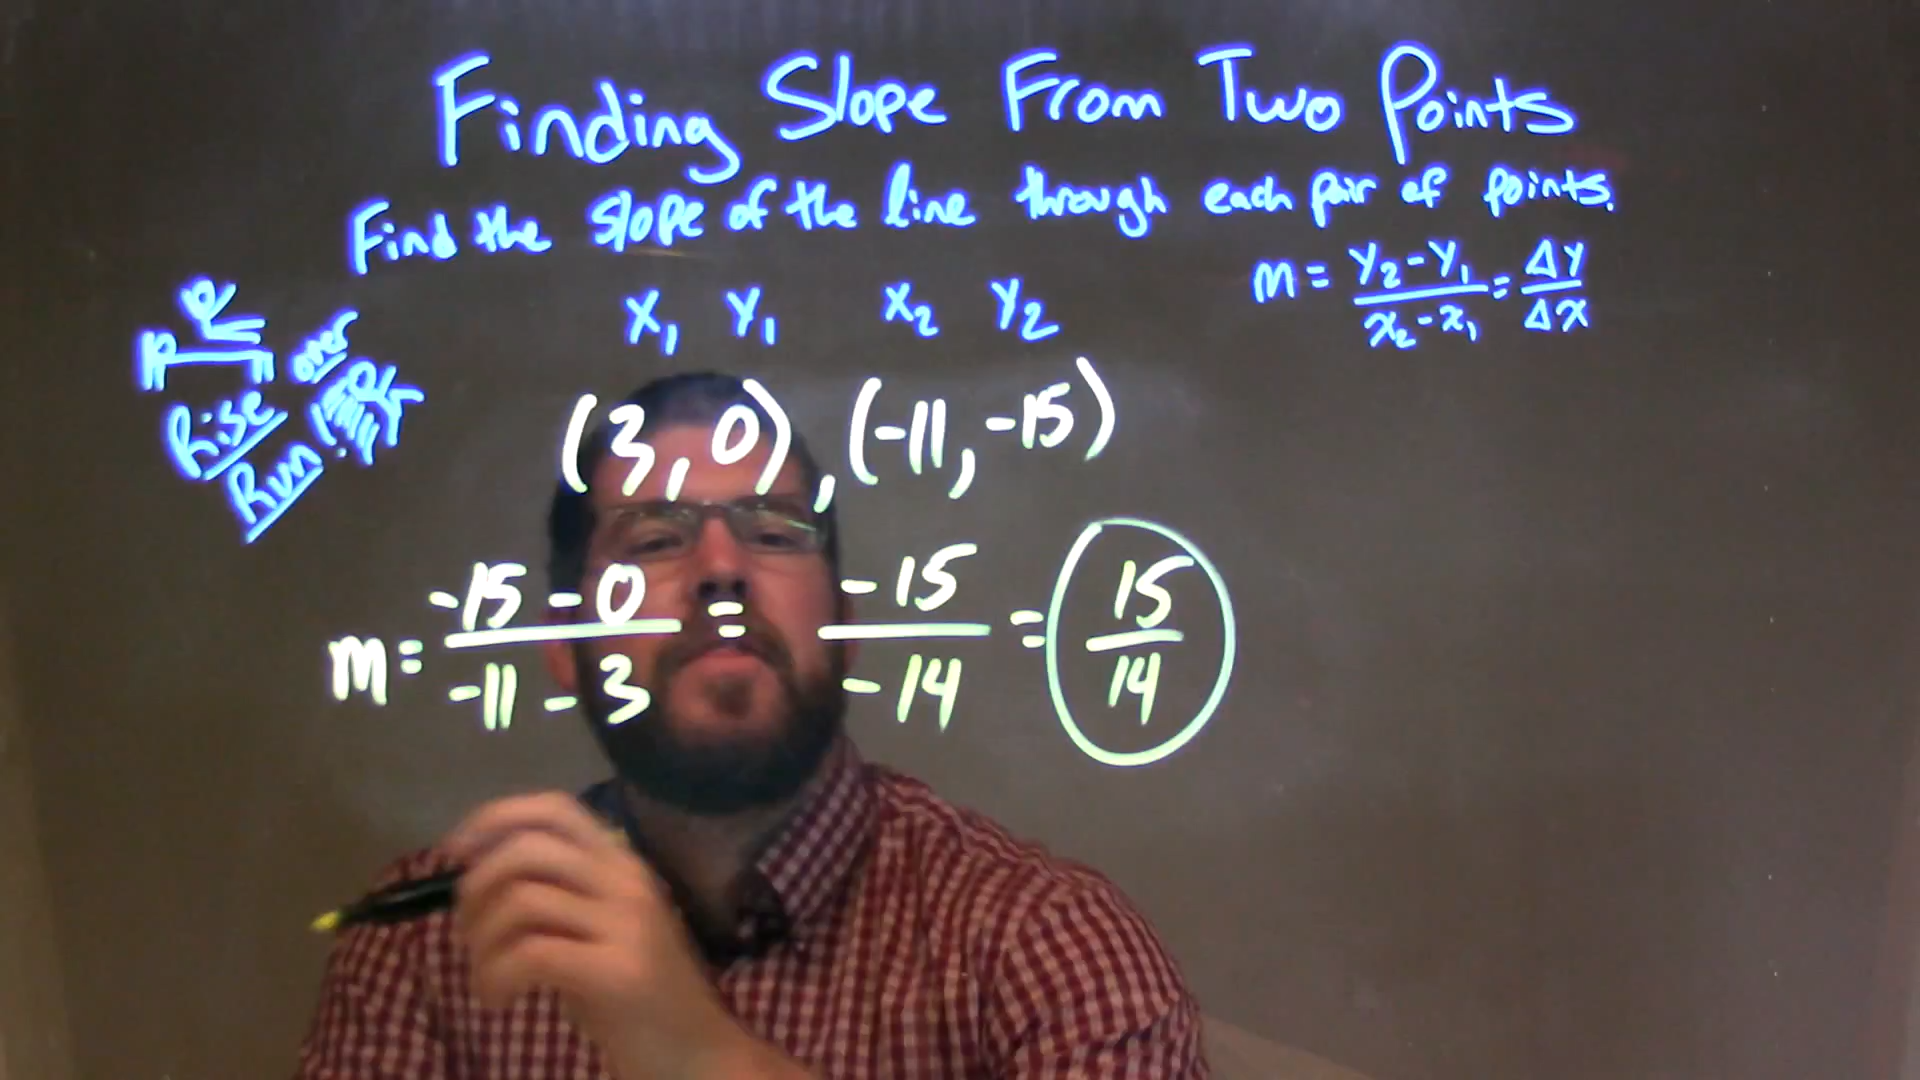 Finding Slope From Two Points
Find the slope of the line through each pair of points.
m = y₂-y₁/x₂-x₁ = Δy/Δx
x₁ y₁ x₂ y₂
over
Rise
Run
(3, 0), (-11, -15)
m = -15 - 0/-11 - 3 = -15/-14 = 15/14